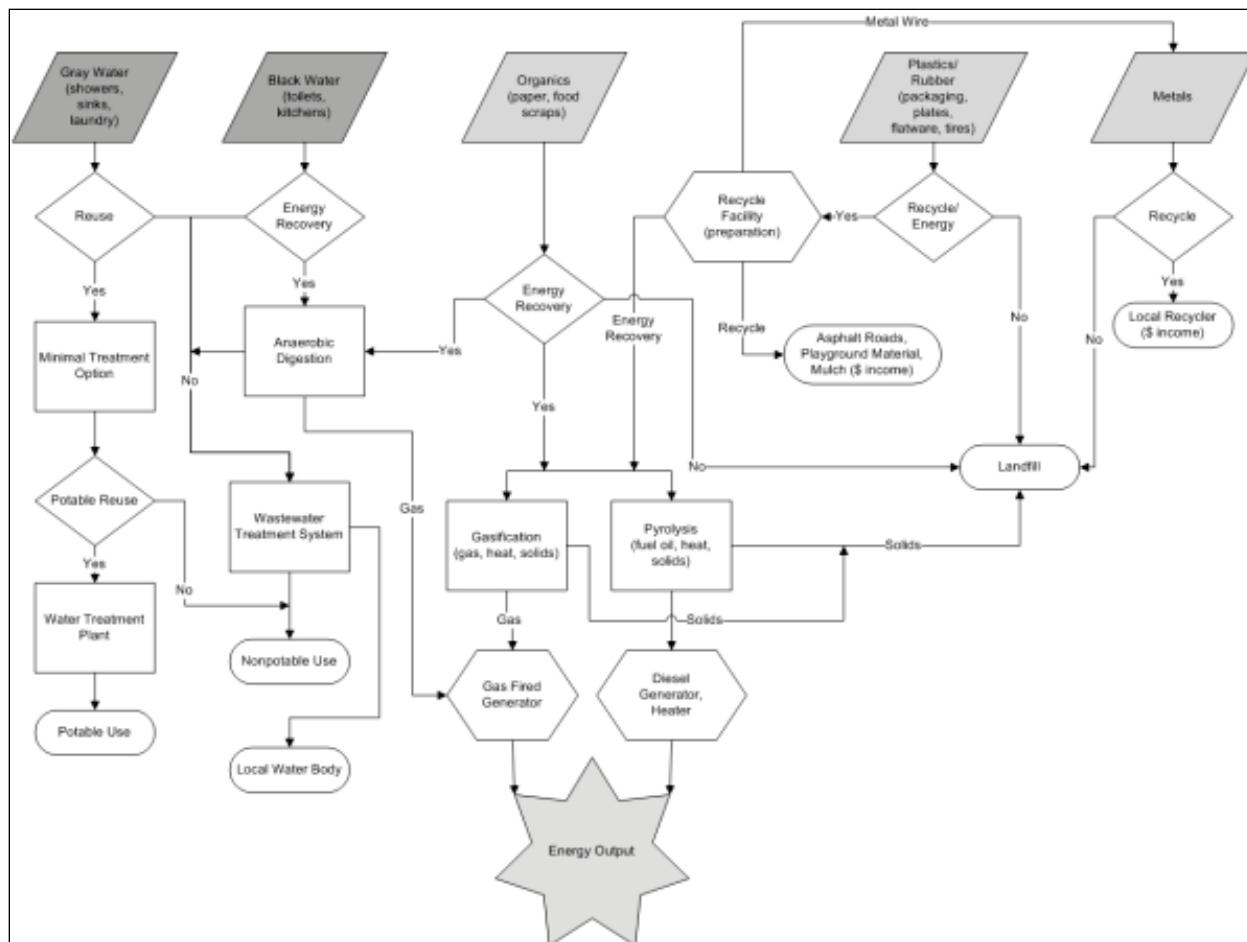 Metal Wire
Gray Water
(showers,
sinks,
laundry)
Black Water
(toilets,
kitchens)
Organics
(paper, food
scraps)
Plastics/
Rubber
(packaging,
plates,
flatware, tires)
Metals
Reuse
Energy
Recovery
Recycle
Facility
(preparation)
Yes
Recycle/
Energy
Recycle
Yes
Yes
Yes
Energy
Recovery
No
Local Recycler
($ income)
Minimal Treatment
Option
Anaerobic
Digestion
Yes
Energy
Recovery
Recycle
Asphalt Roads,
Playground Material,
Mulch ($ income)
No
No
Yes
No
Landfill
Potable Reuse
Wastewater
Treatment System
Gas
Gasification
(gas, heat, solids)
Pyrolysis
(fuel oil, heat,
solids)
Solids
Yes
No
Water Treatment
Plant
Gas
Solids
Nonpotable Use
Gas Fired
Generator
Diesel
Generator,
Heater
Potable Use
Local Water Body
Energy Output